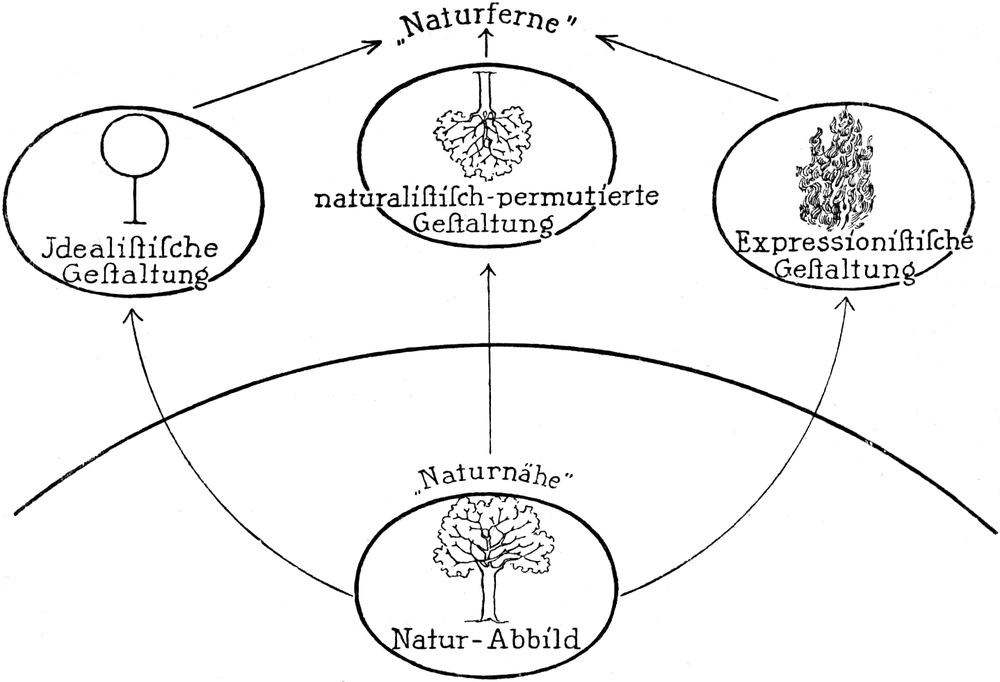 „Naturferne”
Jdealiſtiſche
Geſtaltung
naturaliſtiſch-permutierte
Geſtaltung
Expressioniſtiſche
Geſtaltung
„Naturnähe”
Natur-Abbild